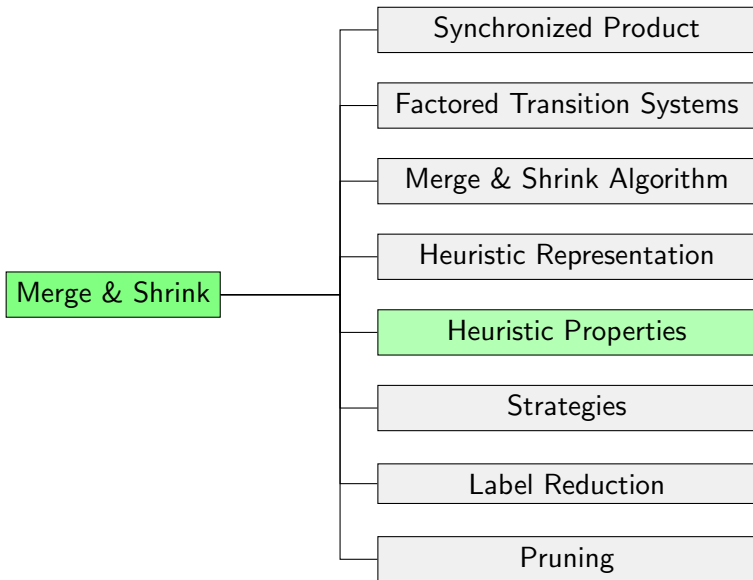 Synchronized Product
Factored Transition Systems
Merge & Shrink Algorithm
Heuristic Representation
Merge & Shrink
Heuristic Properties
Strategies
Label Reduction
Pruning